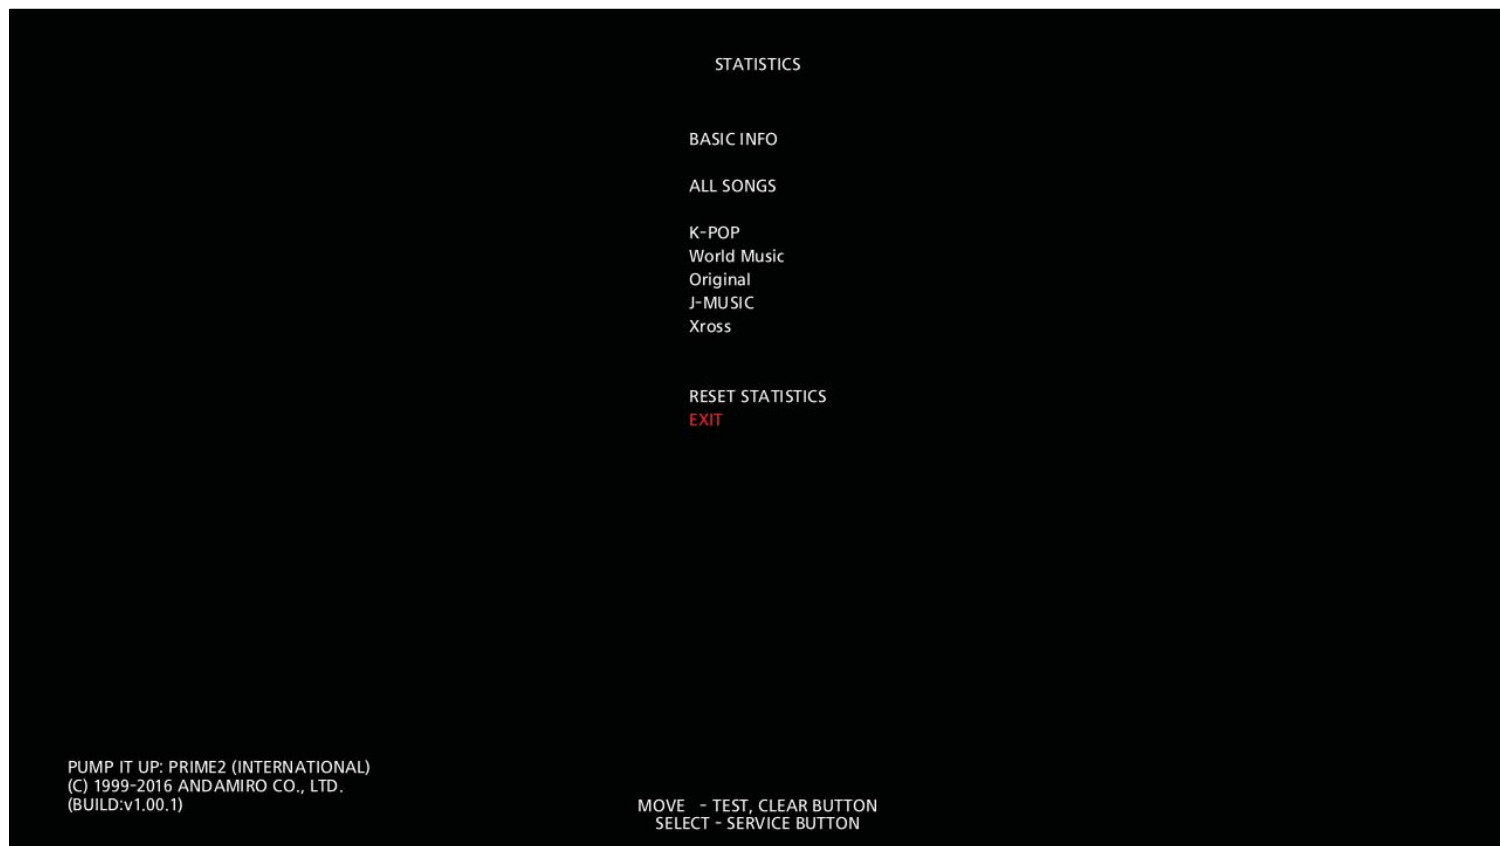 STATISTICS
BASIC INFO
ALL SONGS
K-POP
World Music
Original
J-MUSIC
Xross
RESET STATISTICS
EXIT
PUMP IT UP: PRIME2 (INTERNATIONAL)
(C) 1999-2016 ANDAMIRO CO., LTD.
(BUILD:v1.00.1)
MOVE - TEST, CLEAR BUTTON
SELECT - SERVICE BUTTON